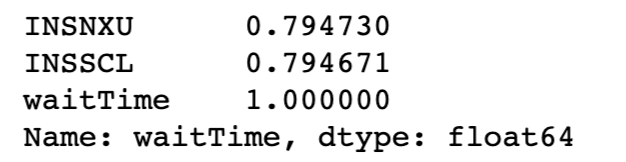 INSNXU 0.794730
INSSCL 0.794671
waitTime 1.000000
Name: waitTime, dtype: float64